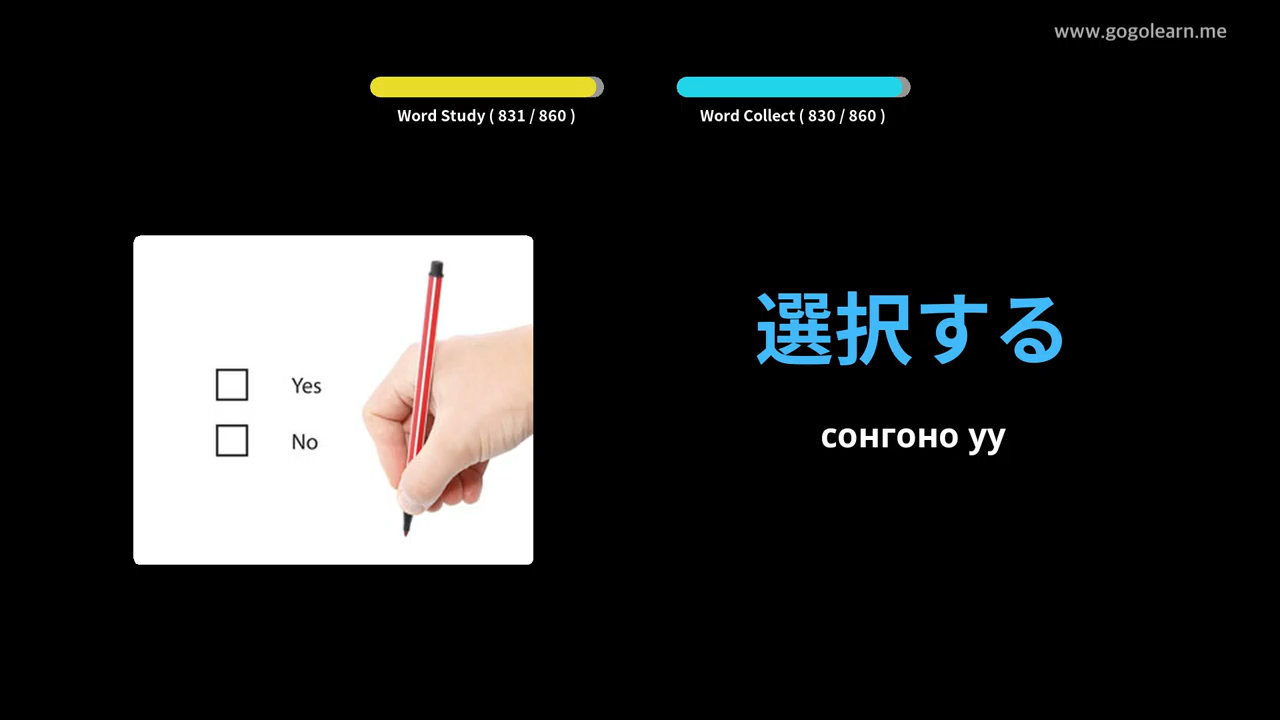 www.gogolearn.me
Word Study ( 831 / 860 )
Word Collect ( 830 / 860 )
Yes
No
選択する
сонгоно уу